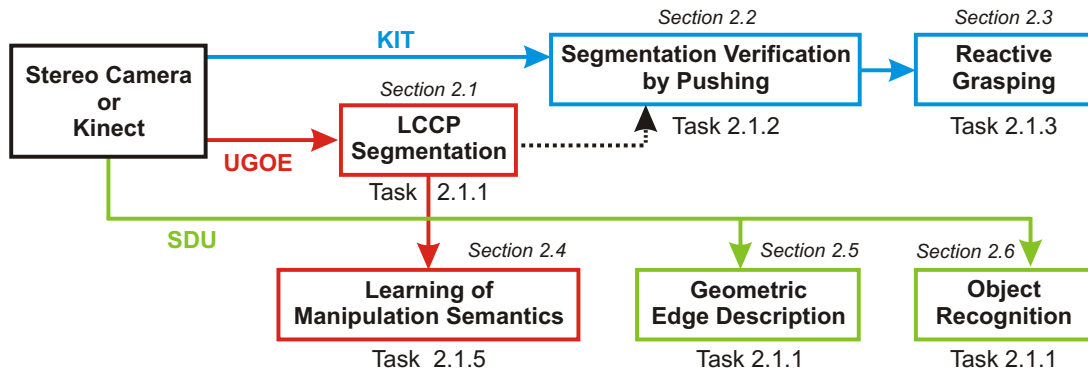 Stereo Camera
or
Kinect
KIT
UGOE
SDU
Section 2.1
LCCP
Segmentation
Task 2.1.1
Section 2.2
Segmentation Verification
by Pushing
Task 2.1.2
Section 2.3
Reactive
Grasping
Task 2.1.3
Section 2.4
Learning of
Manipulation Semantics
Task 2.1.5
Section 2.5
Geometric
Edge Description
Task 2.1.1
Section 2.6
Object
Recognition
Task 2.1.1